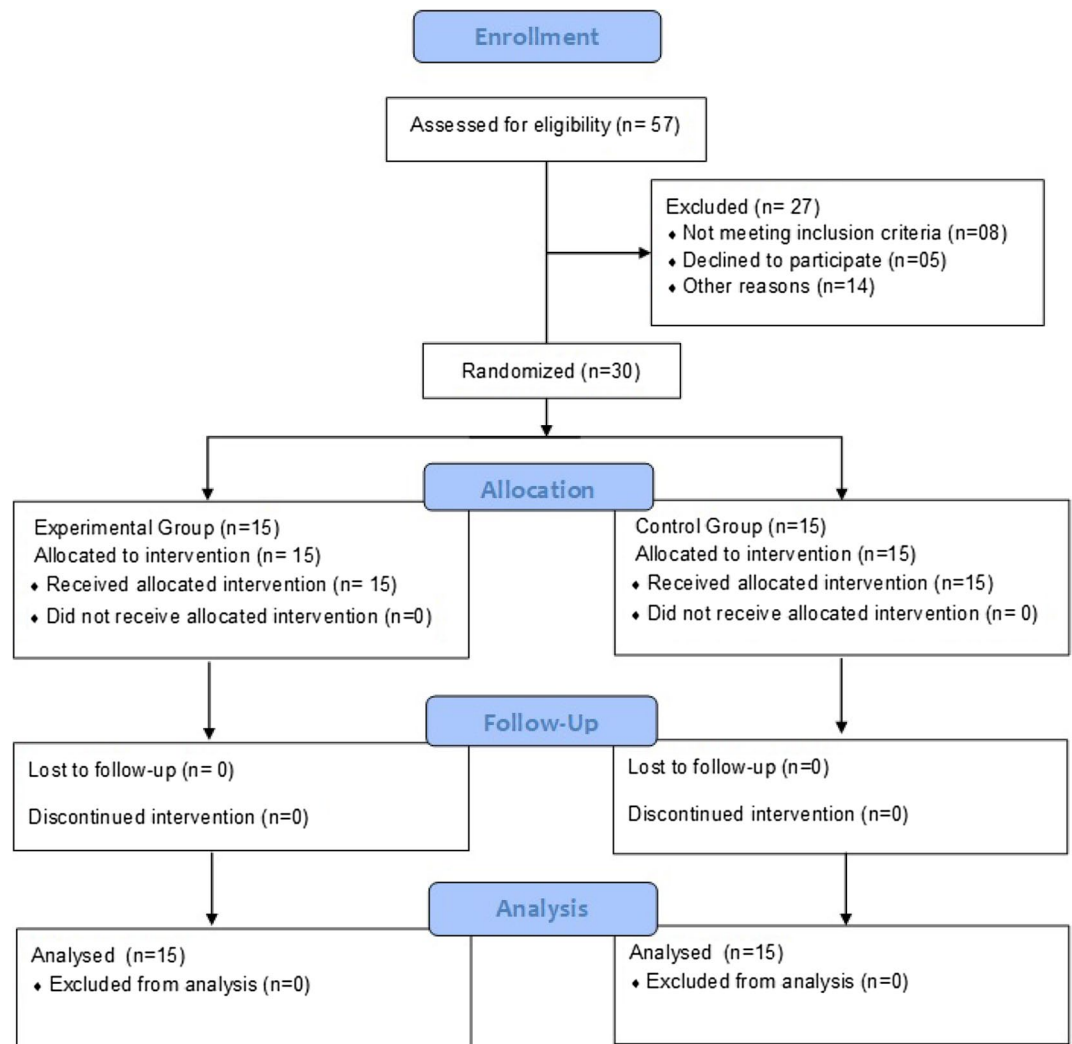 Enrollment
Assessed for eligibility (n= 57)
Excluded (n= 27)
♦ Not meeting inclusion criteria (n=08)
♦ Declined to participate (n=05)
♦ Other reasons (n=14)
Randomized (n=30)
Allocation
Experimental Group (n=15)
Allocated to intervention (n= 15)
♦ Received allocated intervention (n= 15)
♦ Did not receive allocated intervention (n=0)
Control Group (n=15)
Allocated to intervention (n=15)
♦ Received allocated intervention (n=15)
♦ Did not receive allocated intervention (n= 0)
Follow-Up
Lost to follow-up (n= 0)
Discontinued intervention (n=0)
Lost to follow-up (n=0)
Discontinued intervention (n=0)
Analysis
Analysed (n=15)
♦ Excluded from analysis (n=0)
Analysed (n=15)
♦ Excluded from analysis (n=0)